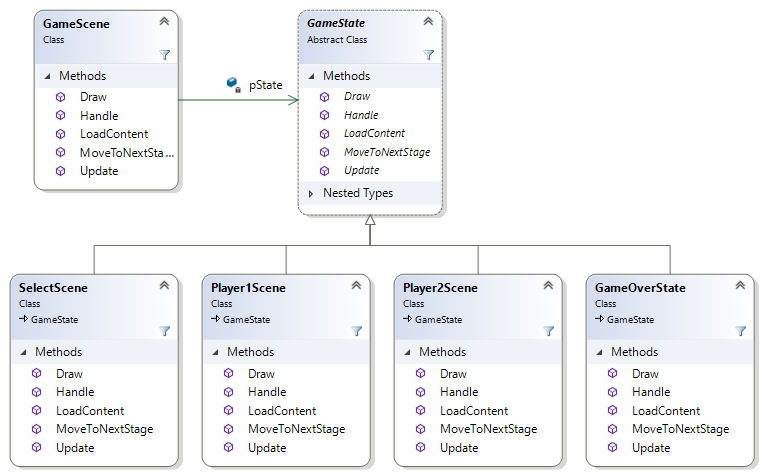 GameScene
Class
Methods
Draw
Handle
LoadContent
MoveToNextSta...
Update
pState
GameState
Abstract Class
Methods
Draw
Handle
LoadContent
MoveToNextStage
Update
Nested Types
SelectScene
Class
GameState
Methods
Draw
Handle
LoadContent
MoveToNextStage
Update
Player1Scene
Class
GameState
Methods
Draw
Handle
LoadContent
MoveToNextStage
Update
Player2Scene
Class
GameState
Methods
Draw
Handle
LoadContent
MoveToNextStage
Update
GameOverState
Class
GameState
Methods
Draw
Handle
LoadContent
MoveToNextStage
Update